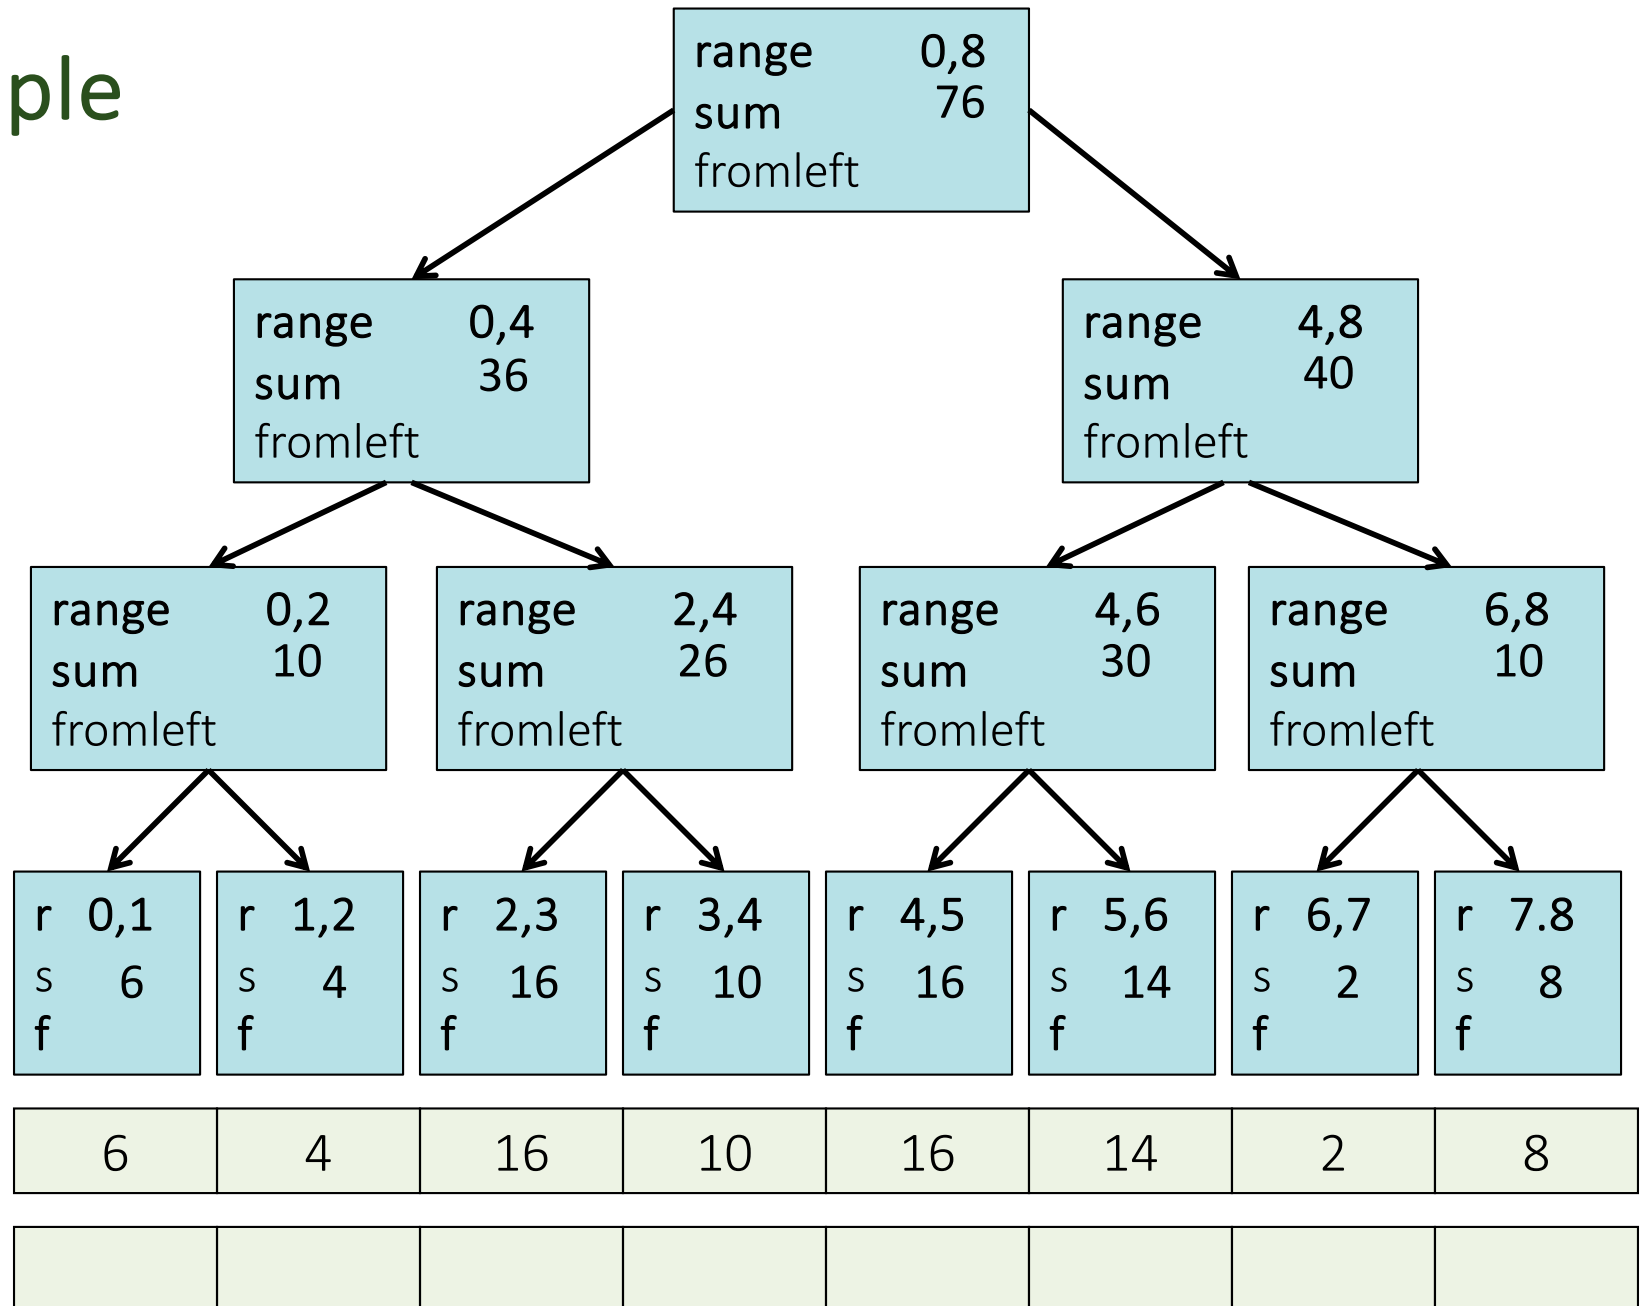 ple
range 0,8
sum 76
fromleft
range 0,4
sum 36
fromleft
range 4,8
sum 40
fromleft
range 0,2
sum 10
fromleft
range 2,4
sum 26
fromleft
range 4,6
sum 30
fromleft
range 6,8
sum 10
fromleft
r 0,1
s 6
f
r 1,2
s 4
f
r 2,3
s 16
f
r 3,4
s 10
f
r 4,5
s 16
f
r 5,6
s 14
f
r 6,7
s 2
f
r 7.8
s 8
f
6 4 16 10 16 14 2 8